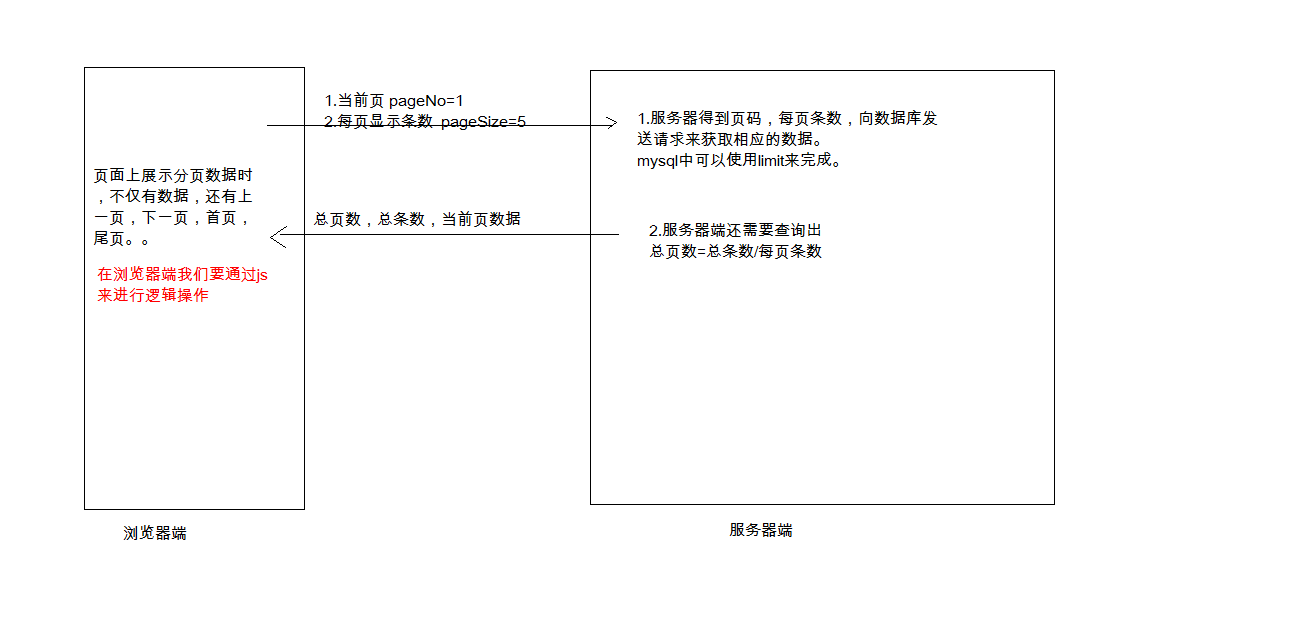 1.当前页 pageNo=1
2.每页显示条数 pageSize=5
1.服务器得到页码，每页条数，向数据库发
送请求来获取相应的数据。
mysql中可以使用limit来完成。
页面上展示分页数据时
，不仅有数据，还有上
一页，下一页，首页，
尾页。。
总页数，总条数，当前页数据
2.服务器端还需要查询出
总页数=总条数/每页条数
在浏览器端我们要通过js
来进行逻辑操作
浏览器端
服务器端